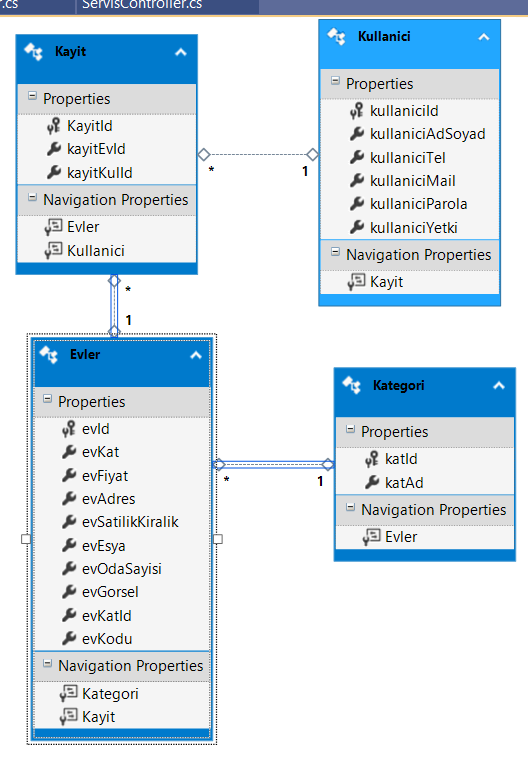 r.cs
ServisController.cs
Kayit
Properties
KayitId
kayitEvId
kayitKulId
Navigation Properties
Evler
Kullanici
Kullanici
Properties
kullaniciId
kullaniciAdSoyad
kullaniciTel
kullaniciMail
kullaniciParola
kullaniciYetki
Navigation Properties
Kayit
*
1
*
1
Evler
Properties
evId
evKat
evFiyat
evAdres
evSatilikKiralik
evEsya
evOdaSayisi
evGorsel
evKatId
evKodu
Navigation Properties
Kategori
Kayit
*
1
Kategori
Properties
katId
katAd
Navigation Properties
Evler